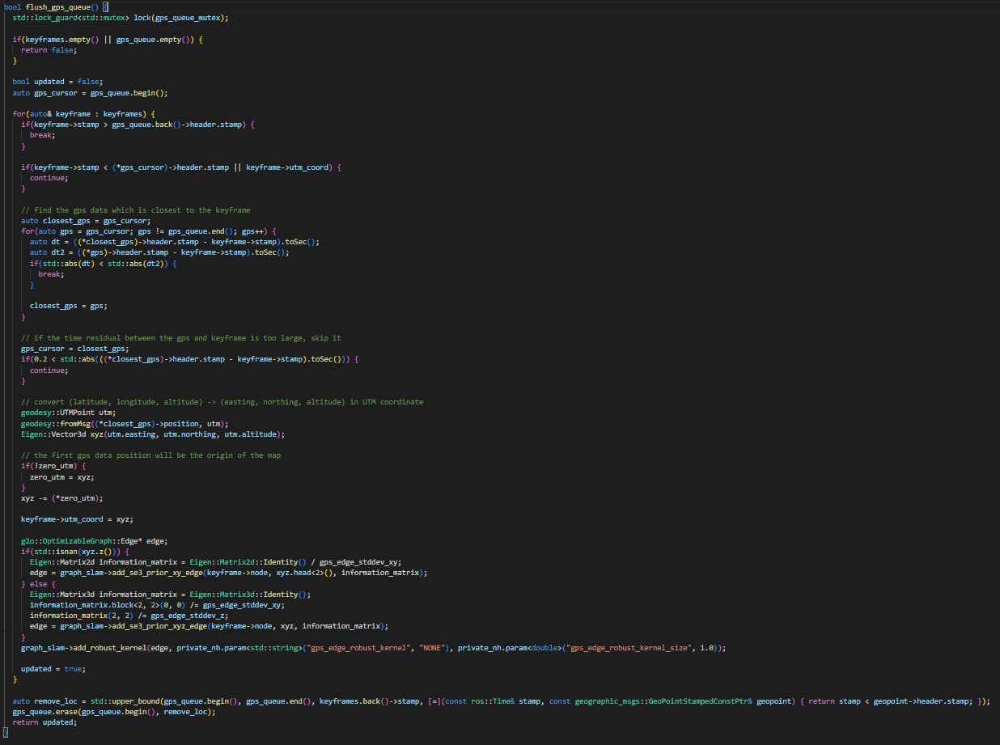 bool flush_gps_queue() {
  std::lock_guard<std::mutex> lock(gps_queue_mutex);

  if(keyframes.empty() || gps_queue.empty()) {
    return false;
  }

  bool updated = false;
  auto gps_cursor = gps_queue.begin();

  for(auto& keyframe : keyframes) {
    if(keyframe->stamp > gps_queue.back()->header.stamp) {
      break;
    }

    if(keyframe->stamp < (*gps_cursor)->header.stamp || keyframe->utm_coord) {
      continue;
    }

    // find the gps data which is closest to the keyframe
    auto closest_gps = gps_cursor;
    for(auto gps = gps_cursor; gps != gps_queue.end(); gps++) {
      auto dt = ((*closest_gps)->header.stamp - keyframe->stamp).toSec();
      auto dt2 = ((*gps)->header.stamp - keyframe->stamp).toSec();
      if(std::abs(dt) < std::abs(dt2)) {
        break;
      }

      closest_gps = gps;
    }

    // if the time residual between the gps and keyframe is too large, skip it
    gps_cursor = closest_gps;
    if(0.2 < std::abs(((*closest_gps)->header.stamp - keyframe->stamp).toSec())) {
      continue;
    }

    // convert (latitude, longitude, altitude) -> (easting, northing, altitude) in UTM coordinate
    geodesy::UTMPoint utm;
    geodesy::fromMsg((*closest_gps)->position, utm);
    Eigen::Vector3d xyz(utm.easting, utm.northing, utm.altitude);

    // the first gps data position will be the origin of the map
    if(!zero_utm) {
      zero_utm = xyz;
    }
    xyz -= (*zero_utm);

    keyframe->utm_coord = xyz;

    g2o::OptimizableGraph::Edge* edge;
    if(std::isnan(xyz.z())) {
      Eigen::Matrix2d information_matrix = Eigen::Matrix2d::Identity() / gps_edge_stddev_xy;
      edge = graph_slam->add_se3_prior_xy_edge(keyframe->node, xyz.head<2>(), information_matrix);
    } else {
      Eigen::Matrix3d information_matrix = Eigen::Matrix3d::Identity();
      information_matrix.block<2, 2>(0, 0) /= gps_edge_stddev_xy;
      information_matrix(2, 2) /= gps_edge_stddev_z;
      edge = graph_slam->add_se3_prior_xyz_edge(keyframe->node, xyz, information_matrix);
    }
    graph_slam->add_robust_kernel(edge, private_nh.param<std::string>("gps_edge_robust_kernel", "NONE"), private_nh.param<double>("gps_edge_robust_kernel_size", 1.0));

    updated = true;
  }

  auto remove_loc = std::upper_bound(gps_queue.begin(), gps_queue.end(), keyframes.back()->stamp, [=](const ros::Time& stamp, const geographic_msgs::GeoPointStampedConstPtr& geopoint) { return stamp < geopoint->header.stamp; });
  gps_queue.erase(gps_queue.begin(), remove_loc);
  return updated;
}